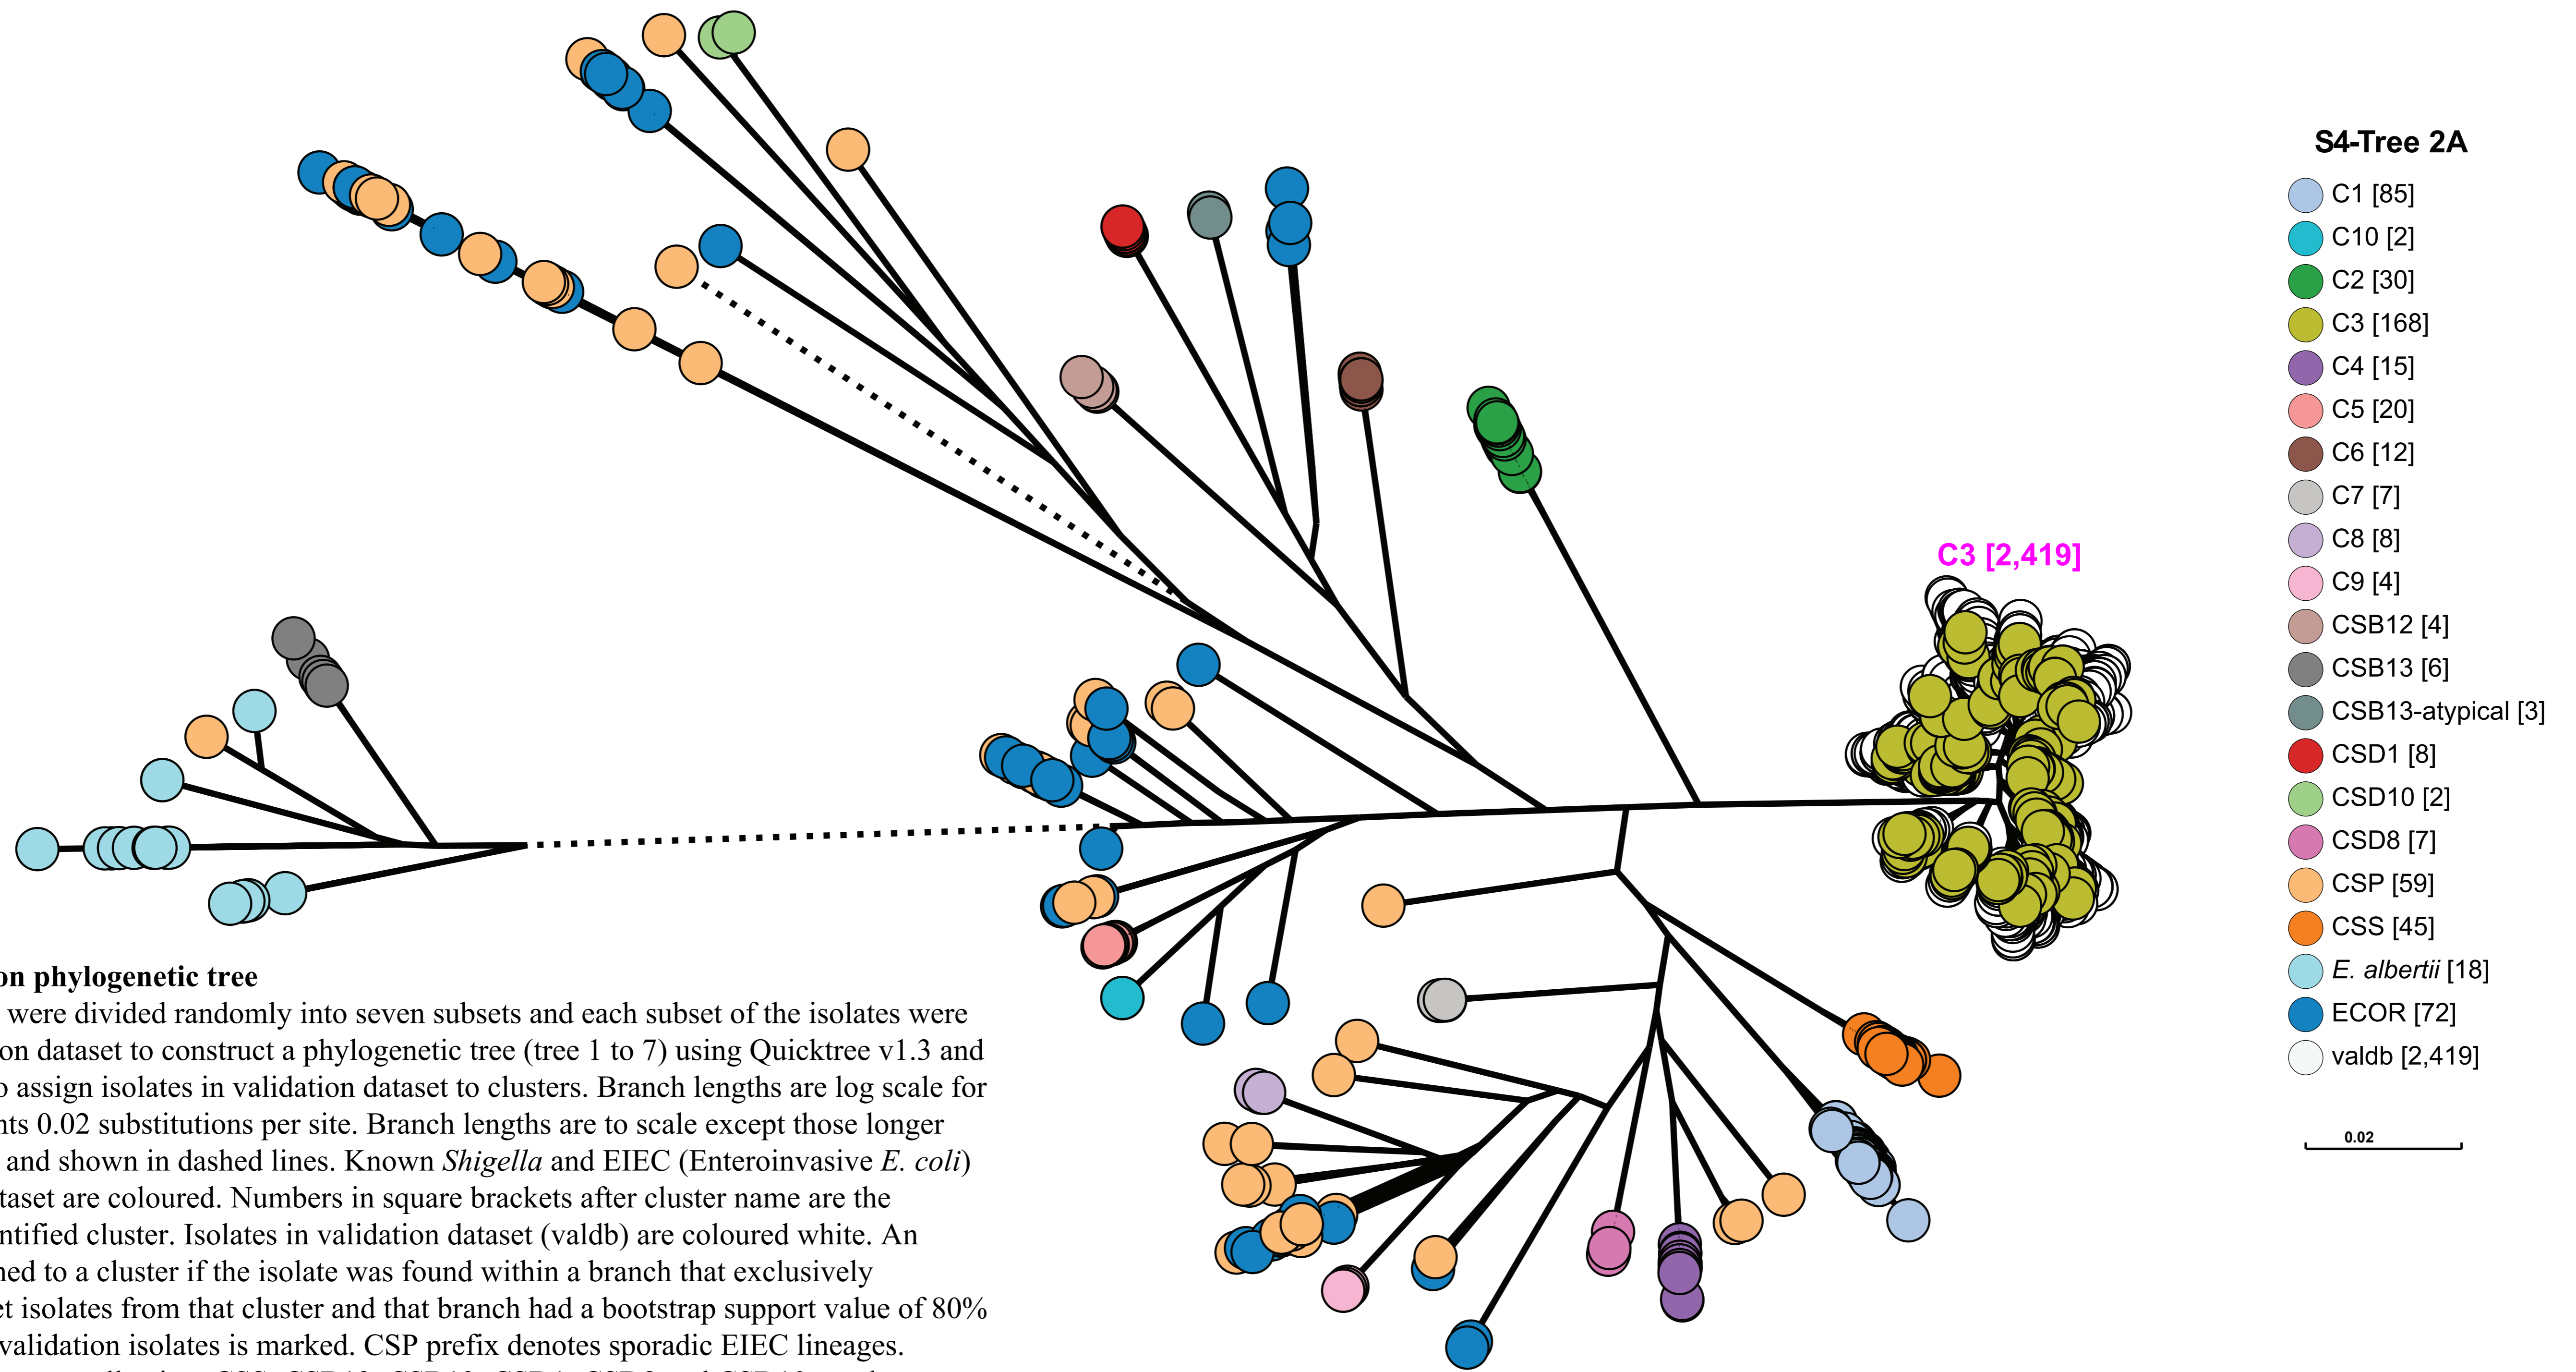 S4-Tree 2A
C1 [85]
C10 [2]
C2 [30]
C3 [168]
C4 [15]
C5 [20]
C6 [12]
C7 [7]
C8 [8]
C9 [4]
CSB12 [4]
CSB13 [6]
CSB13-atypical [3]
CSD1 [8]
CSD10 [2]
CSD8 [7]
CSP [59]
CSS [45]
E. albertii [18]
ECOR [72]
valdb [2,419]
0.02
C3 [2,419]
on phylogenetic tree
were divided randomly into seven subsets and each subset of the isolates were
on dataset to construct a phylogenetic tree (tree 1 to 7) using Quicktree v1.3 and
o assign isolates in validation dataset to clusters. Branch lengths are log scale for
nts 0.02 substitutions per site. Branch lengths are to scale except those longer
and shown in dashed lines. Known Shigella and EIEC (Enteroinvasive E. coli)
taset are coloured. Numbers in square brackets after cluster name are the
ntified cluster. Isolates in validation dataset (valdb) are coloured white. An
ned to a cluster if the isolate was found within a branch that exclusively
et isolates from that cluster and that branch had a bootstrap support value of 80%
validation isolates is marked. CSP prefix denotes sporadic EIEC lineages.